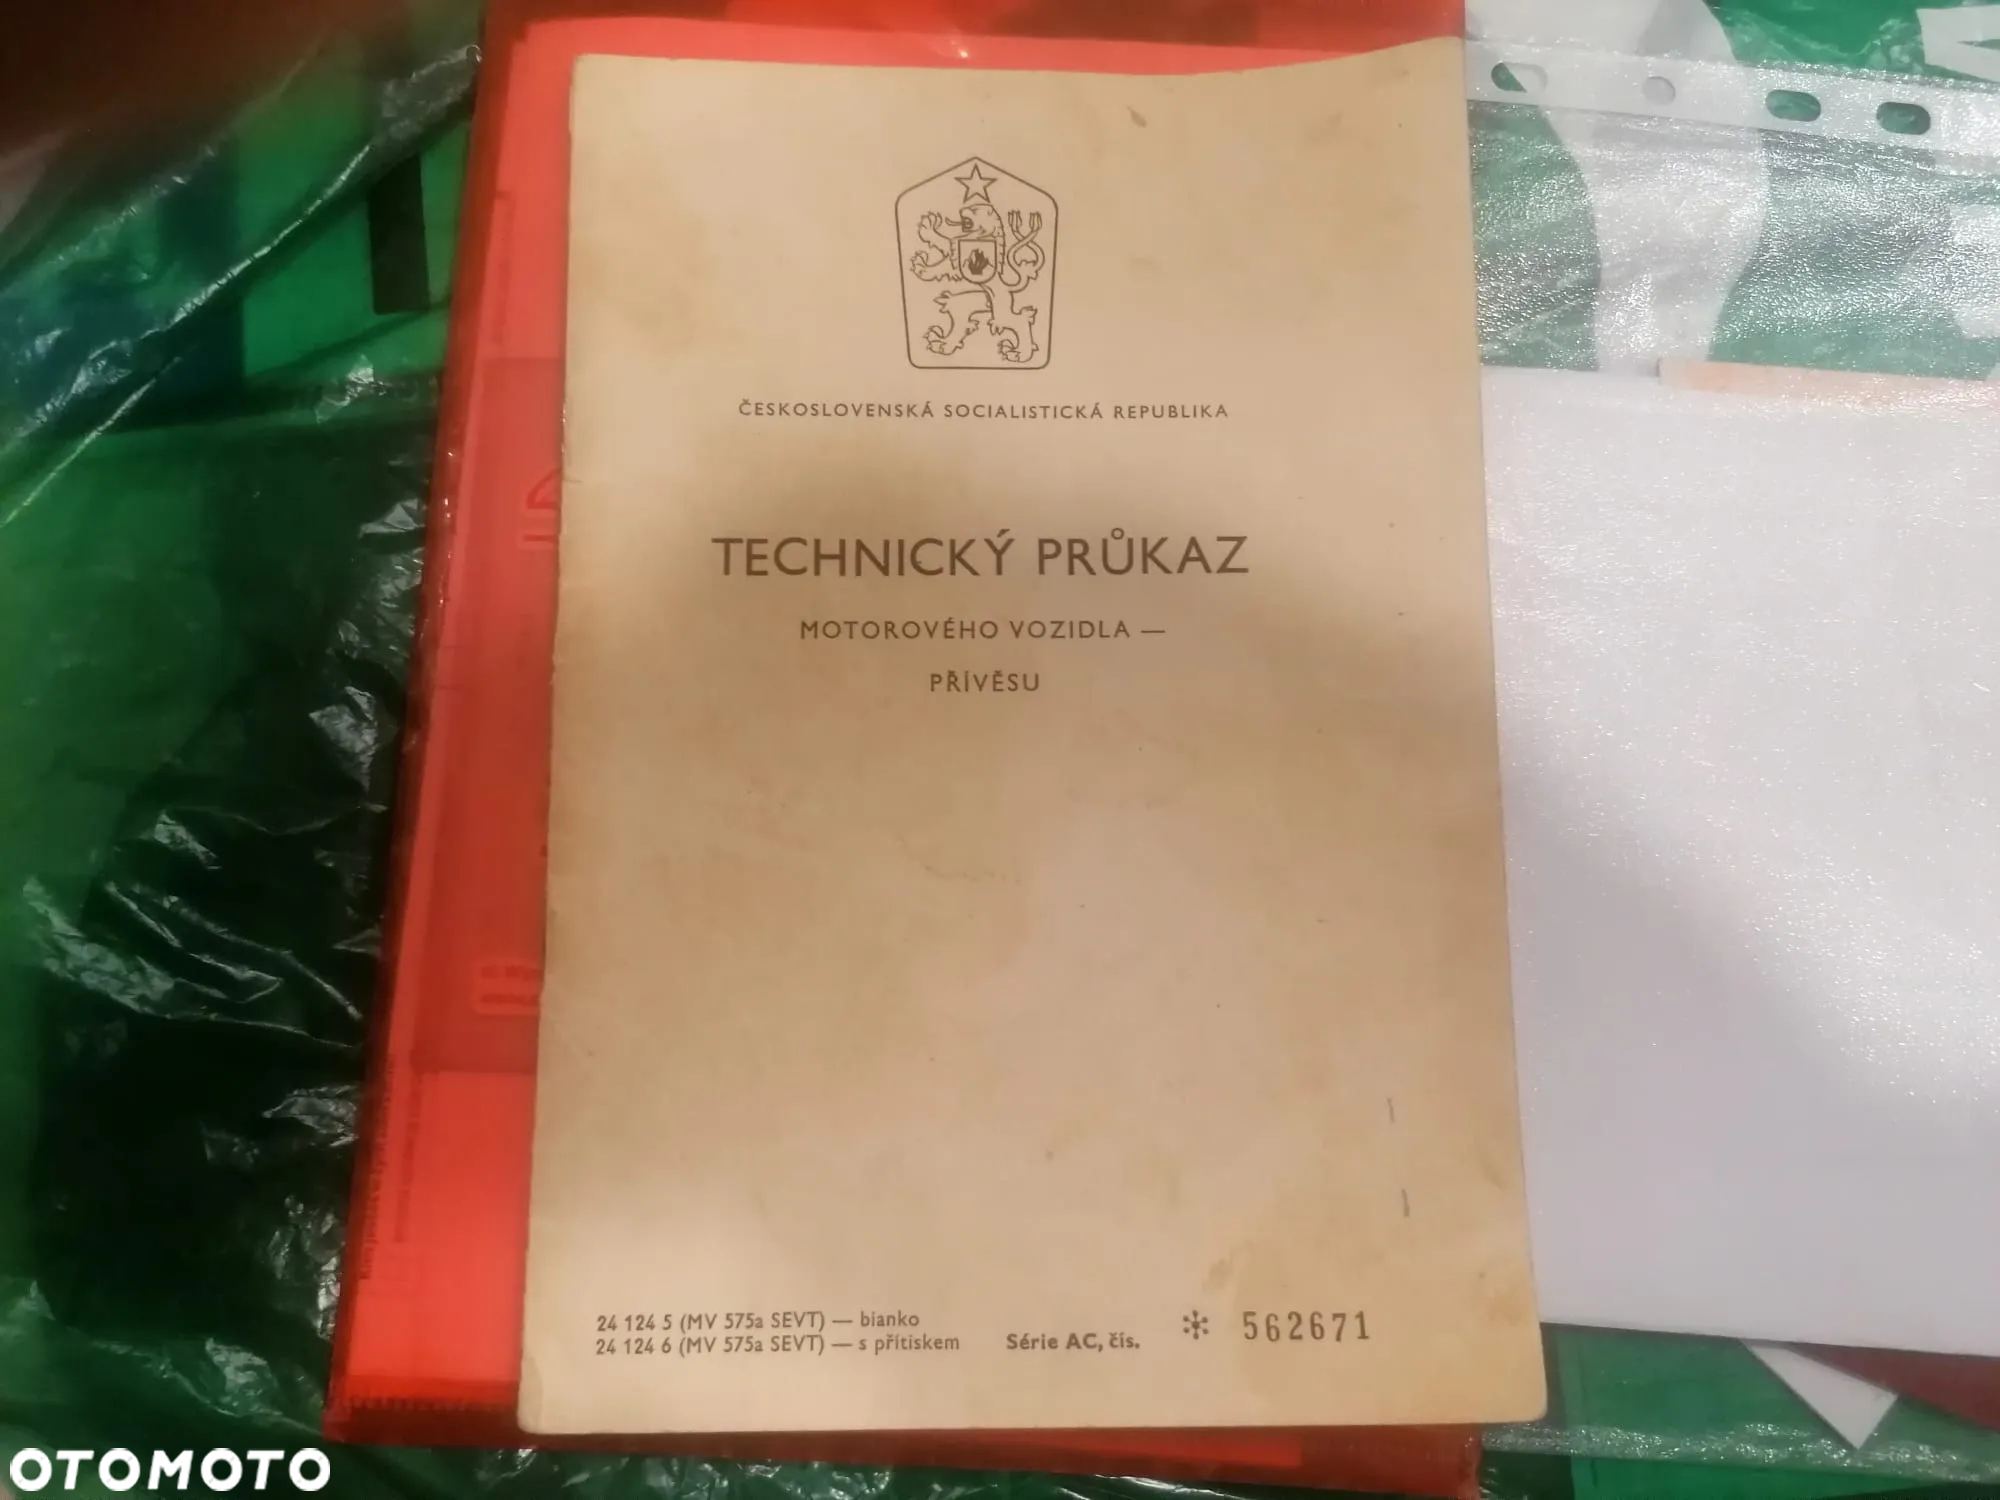 ČESKOSLOVENSKÁ SOCIALISTICKÁ REPUBLIKA
TECHNICKÝ PRŮKAZ
MOTOROVÉHO VOZIDLA —
PŘÍVĚSU
24 124 5 (MV 575a SEVT) — bianko
24 124 6 (MV 575a SEVT) — s přítiskem
Série AC, čís. * 562671
OTOMOTO